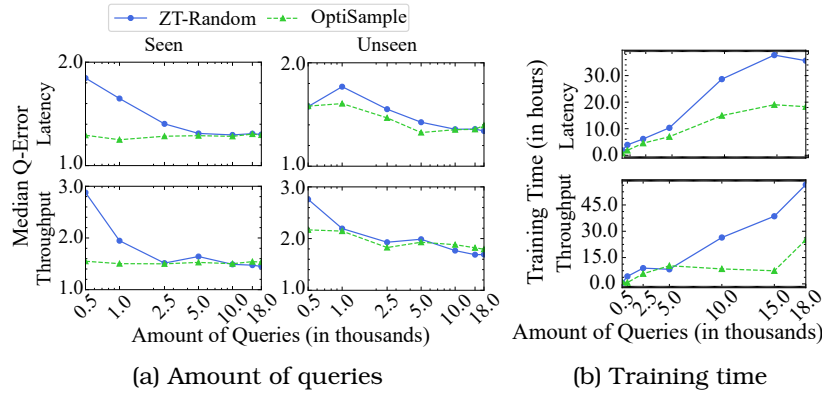 ZT-Random OptiSample
Seen Unseen
Median Q-Error
Latency
2.0
1.0
2.0
1.0
Throughput
3.0
2.0
1.0
3.0
2.0
1.0
0.5 1.0 2.5 5.0 10.0 18.0
0.5 1.0 2.5 5.0 10.0 18.0
Amount of Queries (in thousands)
(a) Amount of queries
Training Time (in hours)
Latency
30.0
20.0
10.0
0.0
Throughput
45.0
30.0
15.0
0.0
0.5 2.5 5.0 10.0 15.0 18.0
Amount of Queries (in thousands)
(b) Training time